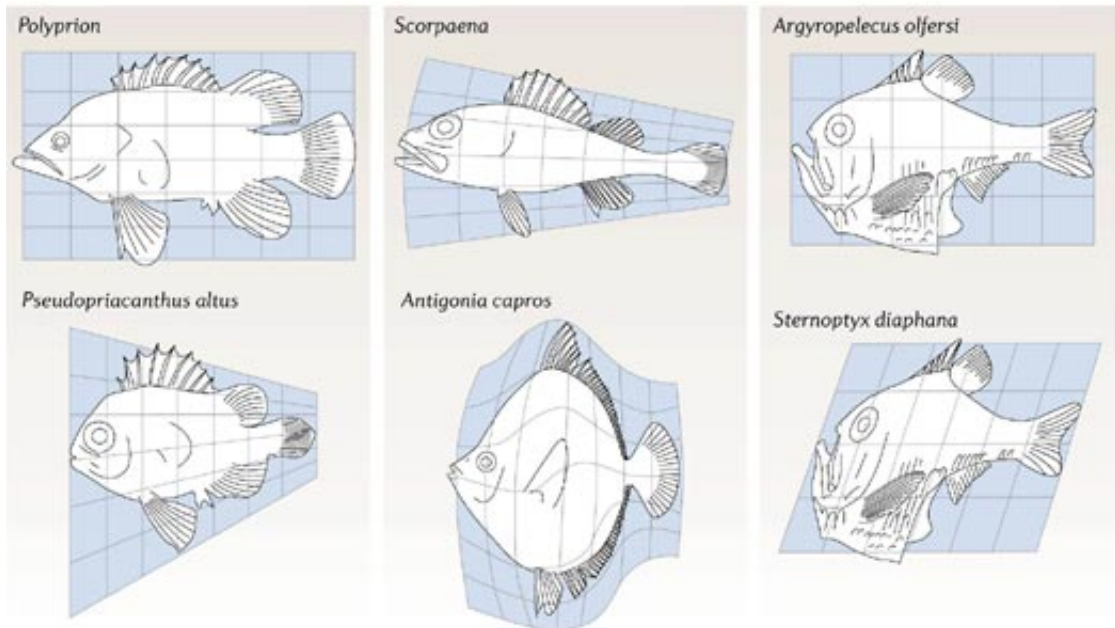 Polyprion
Scorpaena
Argyropelecus olfersi
Pseudopriacanthus altus
Antigonia capros
Sternoptyx diaphana